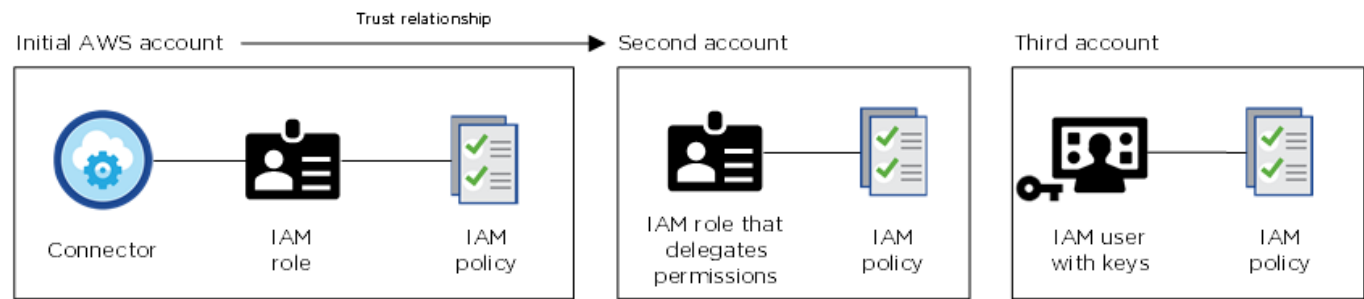 Trust relationship
Initial AWS account
Second account
Third account
Connector
IAM
role
IAM
policy
IAM role that
delegates
permissions
IAM
policy
IAM user
with keys
IAM
policy